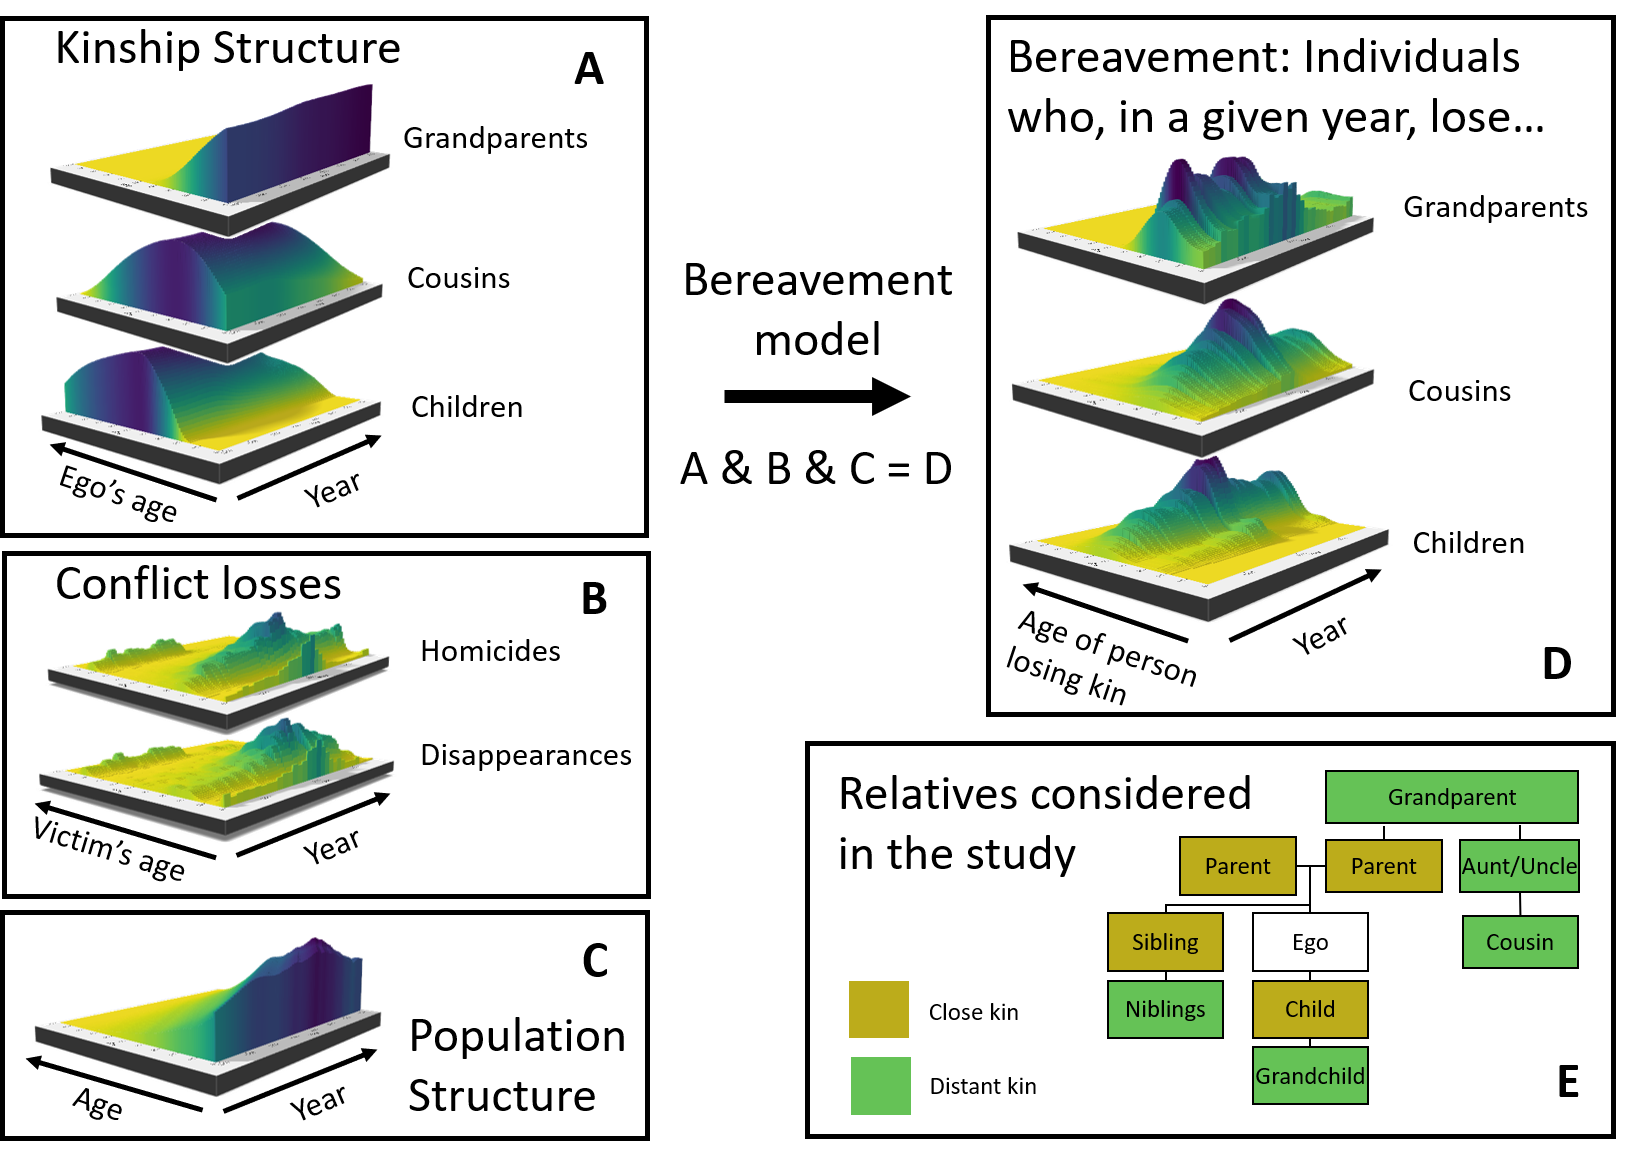 Kinship Structure
A
Grandparents
Cousins
Children
Ego's age
Year
Conflict losses
B
Homicides
Disappearances
Victim's age
Year
C
Population
Structure
Age
Year
Bereavement
model
A & B & C = D
Bereavement: Individuals
who, in a given year, lose...
Grandparents
Cousins
Children
Age of person
losing kin
Year
D
Relatives considered
in the study
Grandparent
Parent
Parent
Aunt/Uncle
Sibling
Ego
Cousin
Niblings
Child
Grandchild
Close kin
Distant kin
E